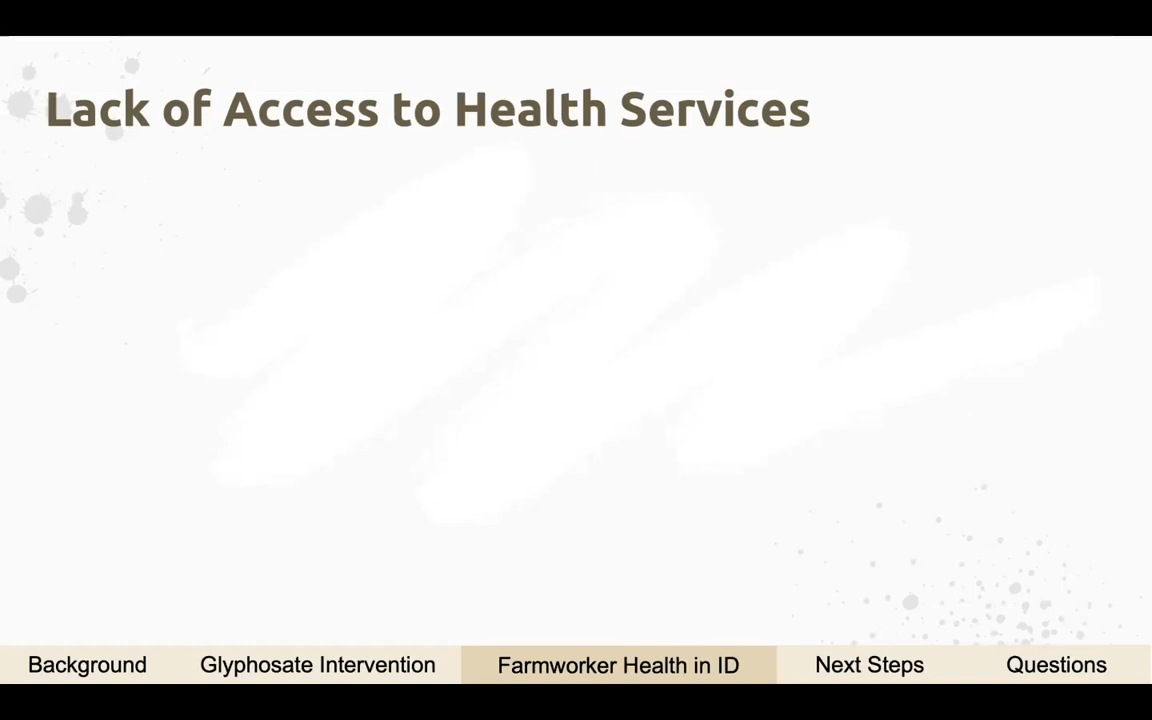 Lack of Access to Health Services
Background Glyphosate Intervention Farmworker Health in ID Next Steps Questions